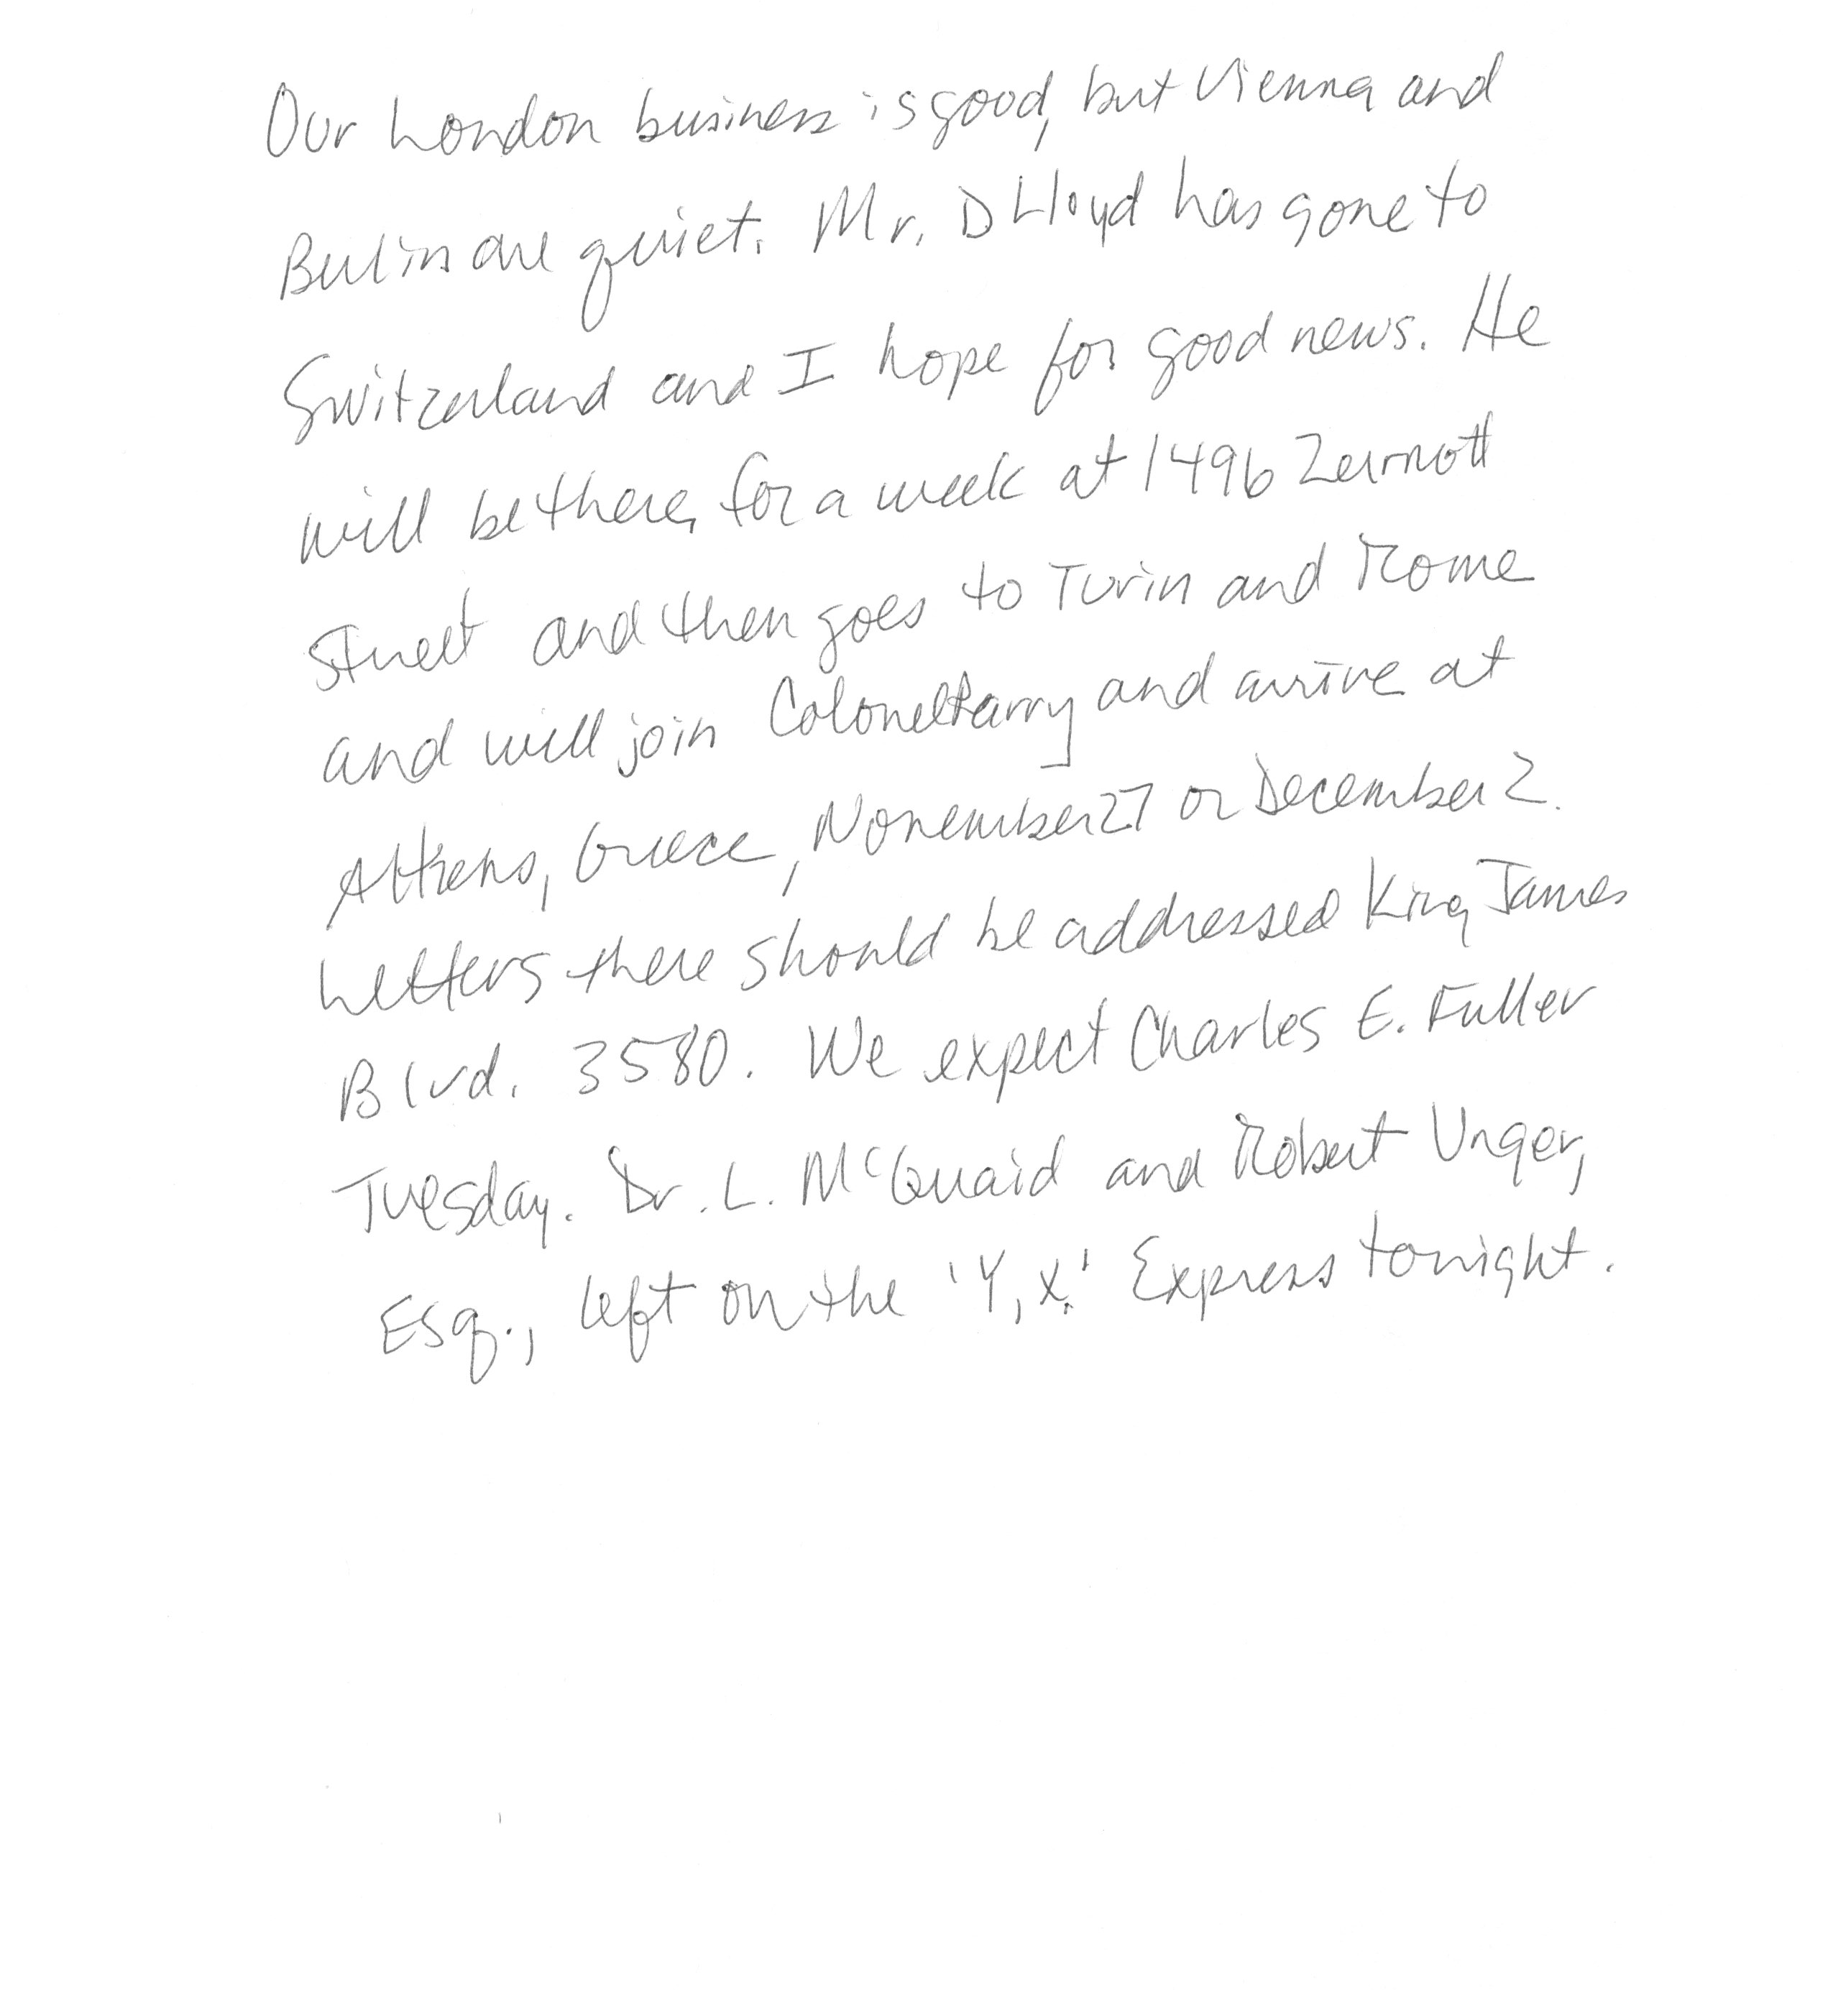 Our London business is good, but Vienna and
Berlin are quiet. Mr. D Lloyd has gone to
Switzerland and I hope for good news. He
will be there for a week at 1496 Zermott
Street and then goes to Turin and Rome
and will join Colonel Parry and arrive at
Athens, Greece, November 27 or December 2.
Letters there should be addressed King James
Blvd. 3580. We expect Charles E. Fuller
Tuesday. Dr. L. McQuaid and Robert Unger,
Esq., left on the 'Y, X.' Express tonight.